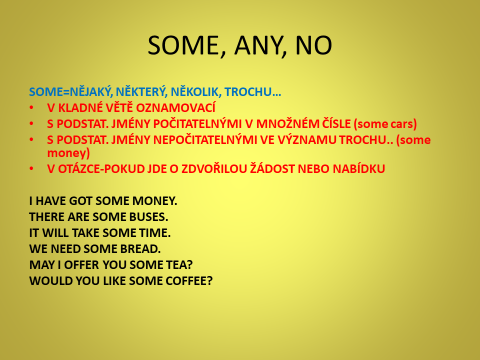 SOME, ANY, NO
SOME=NĚJAKÝ, NĚKTERÝ, NĚKOLIK, TROCHU…
• V KLADNÉ VĚTĚ OZNAMOVACÍ
• S PODSTAT. JMÉNY POČITATELNÝMI V MNOŽNÉM ČÍSLE (some cars)
• S PODSTAT. JMÉNY NEPOČITATELNÝMI VE VÝZNAMU TROCHU.. (some
money)
• V OTÁZCE-POKUD JDE O ZDVOŘILOU ŽÁDOST NEBO NABÍDKU
I HAVE GOT SOME MONEY.
THERE ARE SOME BUSES.
IT WILL TAKE SOME TIME.
WE NEED SOME BREAD.
MAY I OFFER YOU SOME TEA?
WOULD YOU LIKE SOME COFFEE?